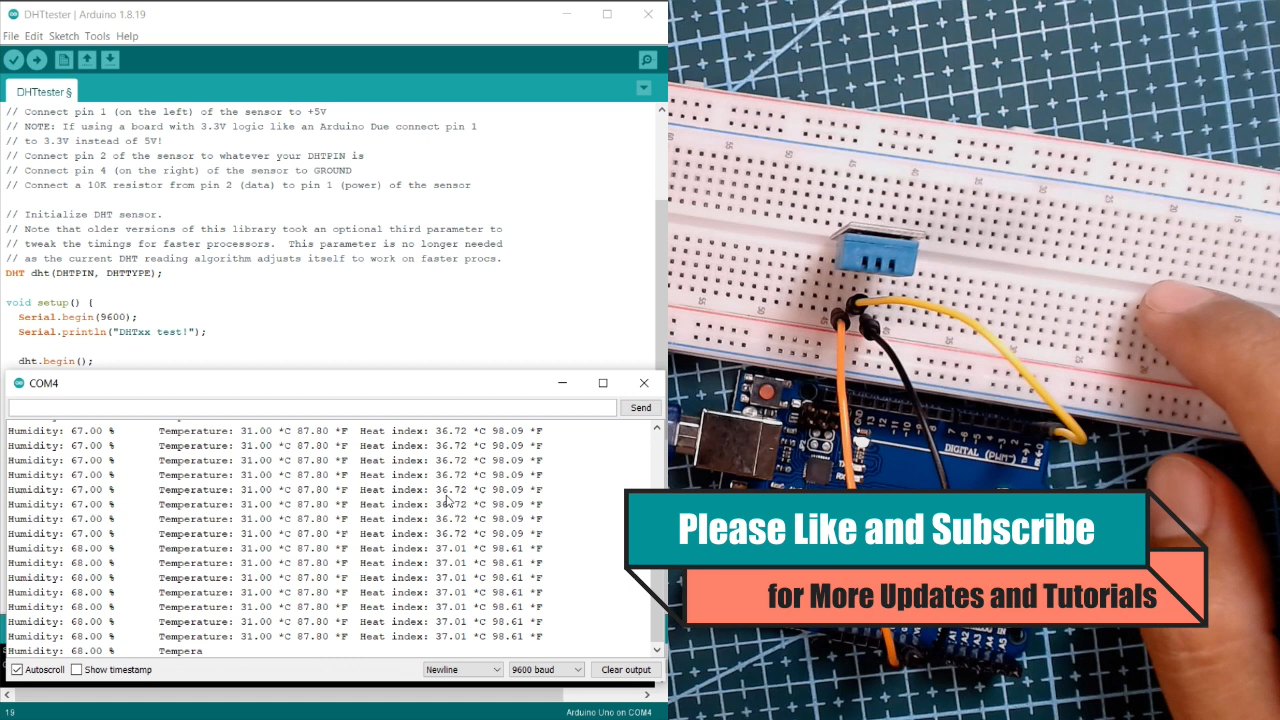 DHTtester | Arduino 1.8.19
File Edit Sketch Tools Help
DHTtester §
// Connect pin 1 (on the left) of the sensor to +5V
// NOTE: If using a board with 3.3V logic like an Arduino Due connect pin 1
// to 3.3V instead of 5V!
// Connect pin 2 of the sensor to whatever your DHTPIN is
// Connect pin 4 (on the right) of the sensor to GROUND
// Connect a 10K resistor from pin 2 (data) to pin 1 (power) of the sensor
// Initialize DHT sensor.
// Note that older versions of this library took an optional third parameter to
// tweak the timings for faster processors.  This parameter is no longer needed
// as the current DHT reading algorithm adjusts itself to work on faster procs.
DHT dht(DHTPIN, DHTTYPE);
void setup() {
Serial.begin(9600);
Serial.println("DHTxx test!");
dht.begin();
COM4
Send
Humidity: 67.00 % Temperature: 31.00 *C 87.80 *F Heat index: 36.72 *C 98.09 *F
Humidity: 67.00 % Temperature: 31.00 *C 87.80 *F Heat index: 36.72 *C 98.09 *F
Humidity: 67.00 % Temperature: 31.00 *C 87.80 *F Heat index: 36.72 *C 98.09 *F
Humidity: 67.00 % Temperature: 31.00 *C 87.80 *F Heat index: 36.72 *C 98.09 *F
Humidity: 67.00 % Temperature: 31.00 *C 87.80 *F Heat index: 36.72 *C 98.09 *F
Humidity: 67.00 % Temperature: 31.00 *C 87.80 *F Heat index: 36.72 *C 98.09 *F
Humidity: 67.00 % Temperature: 31.00 *C 87.80 *F Heat index: 36.72 *C 98.09 *F
Humidity: 67.00 % Temperature: 31.00 *C 87.80 *F Heat index: 36.72 *C 98.09 *F
Humidity: 68.00 % Temperature: 31.00 *C 87.80 *F Heat index: 37.01 *C 98.61 *F
Humidity: 68.00 % Temperature: 31.00 *C 87.80 *F Heat index: 37.01 *C 98.61 *F
Humidity: 68.00 % Temperature: 31.00 *C 87.80 *F Heat index: 37.01 *C 98.61 *F
Humidity: 68.00 % Temperature: 31.00 *C 87.80 *F Heat index: 37.01 *C 98.61 *F
Humidity: 68.00 % Temperature: 31.00 *C 87.80 *F Heat index: 37.01 *C 98.61 *F
Humidity: 68.00 % Temperature: 31.00 *C 87.80 *F Heat index: 37.01 *C 98.61 *F
Humidity: 68.00 % Temperature: 31.00 *C 87.80 *F Heat index: 37.01 *C 98.61 *F
Humidity: 68.00 % Tempera
Autoscroll Show timestamp Newline 9600 baud Clear output
19 Arduino Uno on COM4
DIGITAL (PWM~)
Please Like and Subscribe
for More Updates and Tutorials